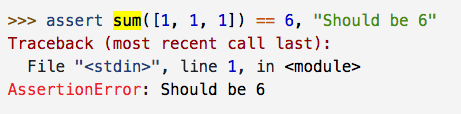 >>> assert sum([1, 1, 1]) == 6, "Should be 6"
Traceback (most recent call last):
  File "<stdin>", line 1, in <module>
AssertionError: Should be 6